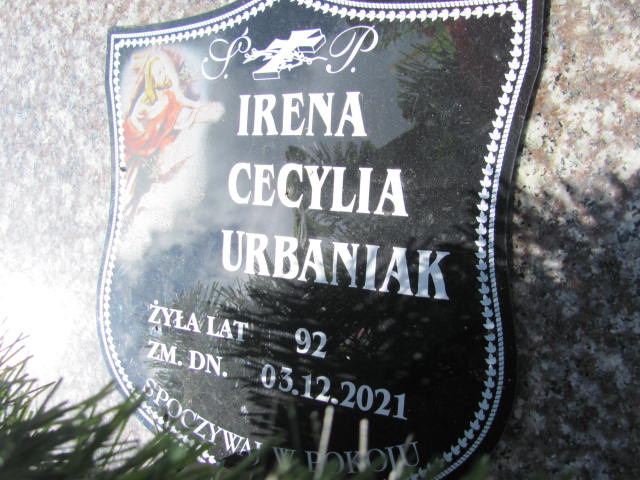 Ś. P.
IRENA
CECYLIA
URBANIAK
ŻYŁA LAT 92
ZM. DN. 03.12.2021
SPOCZYWAJ W POKOJU